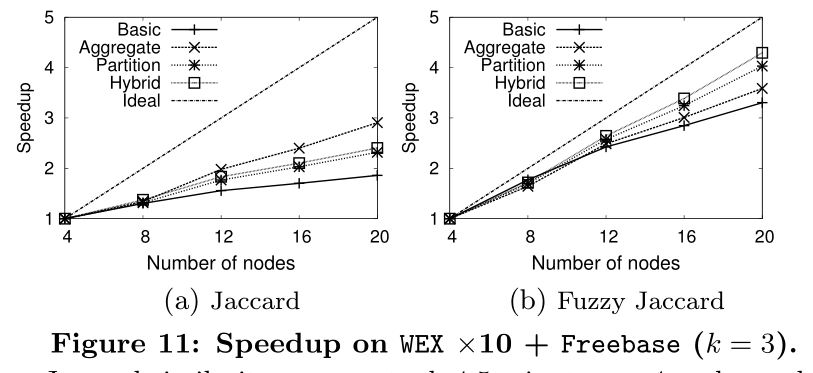 5
4
3
2
1
Speedup
Basic
Aggregate
Partition
Hybrid
Ideal
4 8 12 16 20
Number of nodes
(a) Jaccard
5
4
3
2
1
Speedup
Basic
Aggregate
Partition
Hybrid
Ideal
4 8 12 16 20
Number of nodes
(b) Fuzzy Jaccard
Figure 11: Speedup on WEX ×10 + Freebase (k = 3).